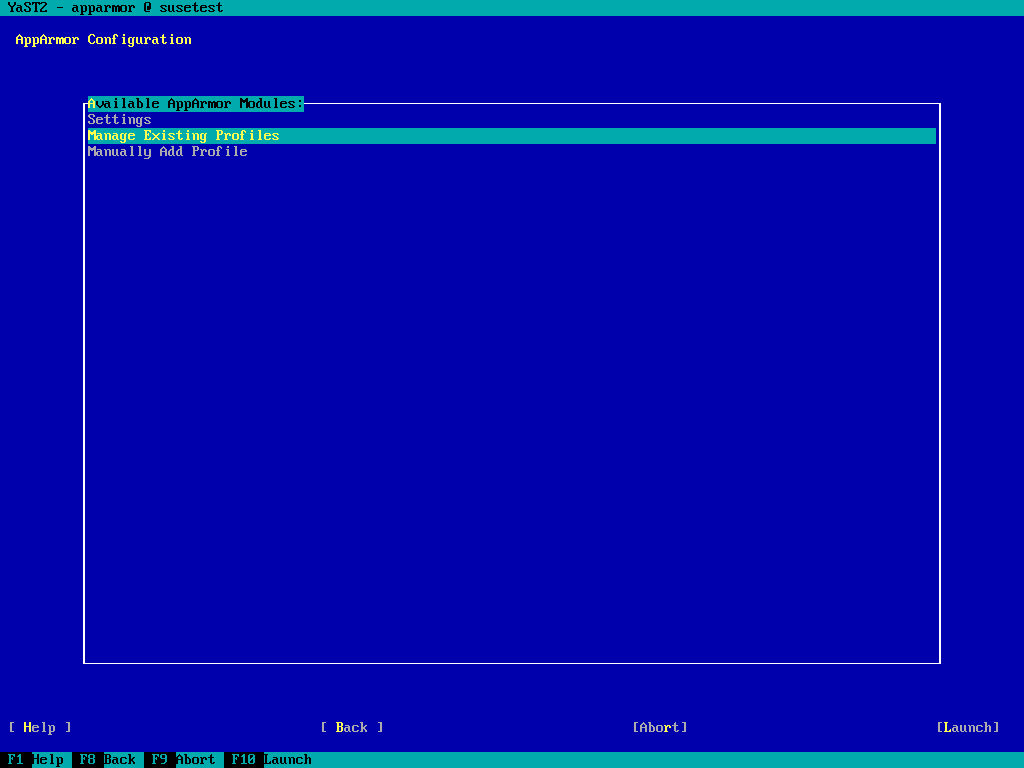 YaST2 - apparmor @ susetest
AppArmor Configuration
Available AppArmor Modules:
Settings
Manage Existing Profiles
Manually Add Profile
[ Help ] [ Back ] [Abort] [Launch]
F1 Help F8 Back F9 Abort F10 Launch